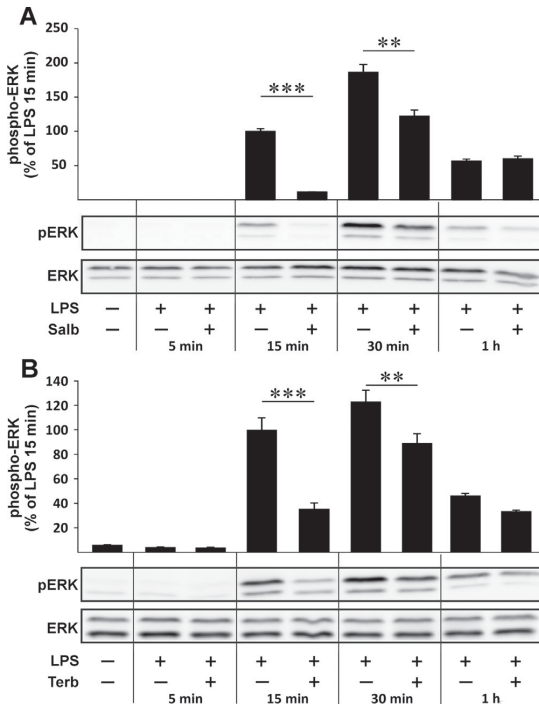 A
phospho-ERK
(% of LPS 15 min)
250
200
150
100
50
*** **
pERK
ERK
LPS – + + + + + + + +
Salb – – + – + – + – +
5 min 15 min 30 min 1 h
B
phospho-ERK
(% of LPS 15 min)
140
120
100
80
60
40
20
*** **
pERK
ERK
LPS – + + + + + + + +
Terb – – + – + – + – +
5 min 15 min 30 min 1 h